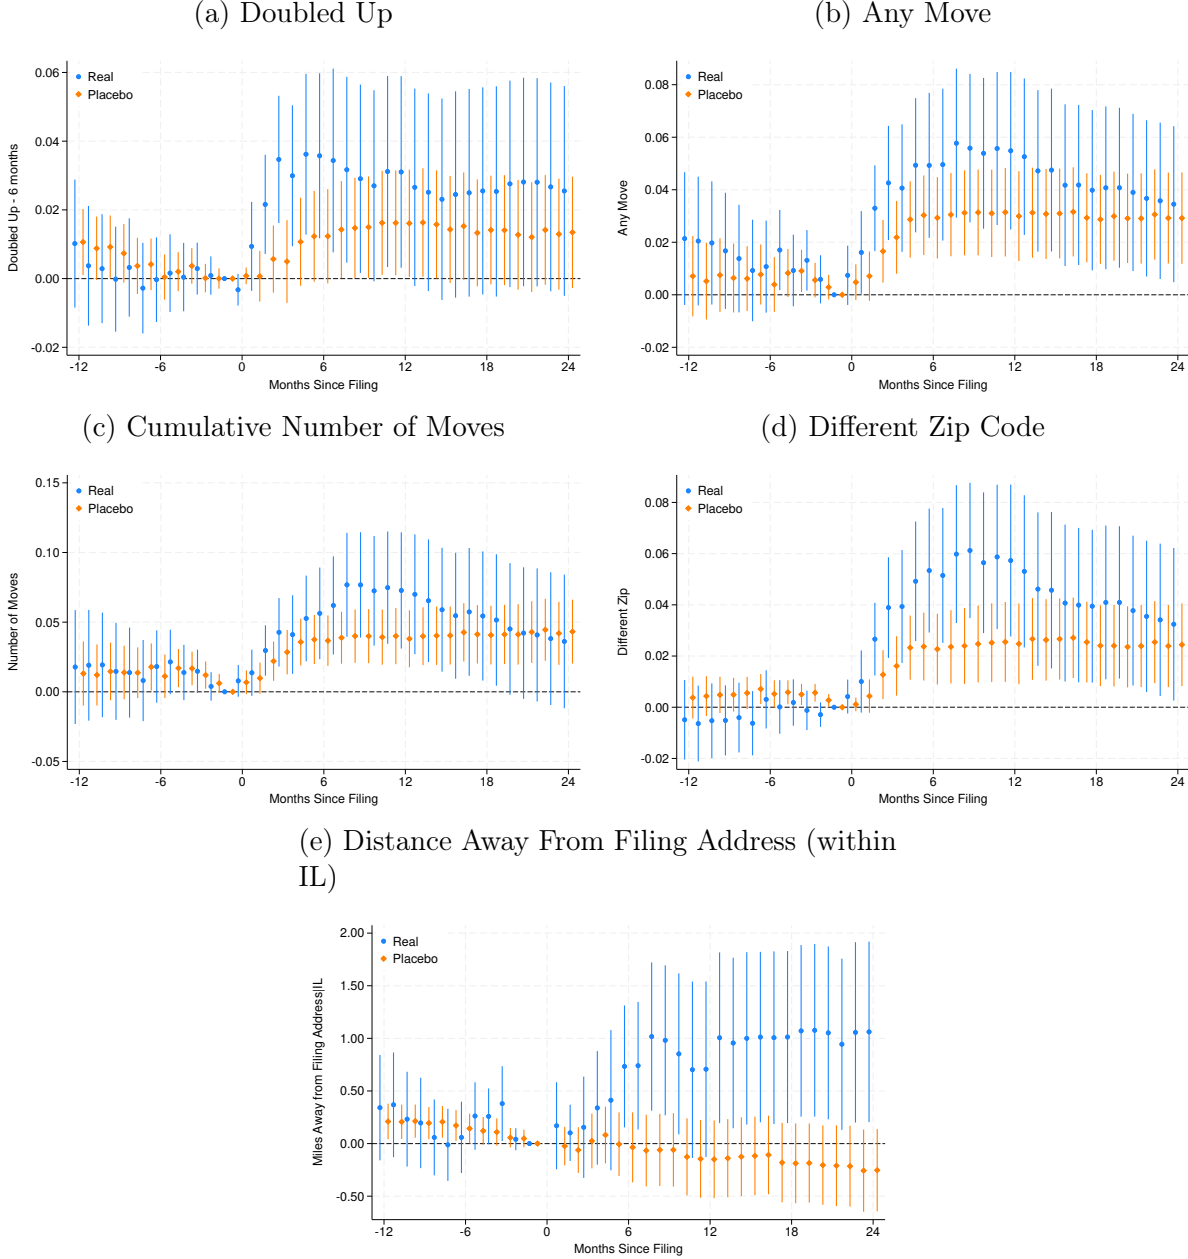 (a) Doubled Up
Doubled Up - 6 months
0.06
0.04
0.02
0.00
-0.02
Real
Placebo
-12 -6 0 6 12 18 24
Months Since Filing
(b) Any Move
Any Move
0.08
0.06
0.04
0.02
0.00
-0.02
Real
Placebo
-12 -6 0 6 12 18 24
Months Since Filing
(c) Cumulative Number of Moves
Number of Moves
0.15
0.10
0.05
0.00
-0.05
Real
Placebo
-12 -6 0 6 12 18 24
Months Since Filing
(d) Different Zip Code
Different Zip
0.08
0.06
0.04
0.02
0.00
-0.02
Real
Placebo
-12 -6 0 6 12 18 24
Months Since Filing
(e) Distance Away From Filing Address (within
IL)
Miles Away from Filing Address|IL
2.00
1.50
1.00
0.50
0.00
-0.50
Real
Placebo
-12 -6 0 6 12 18 24
Months Since Filing